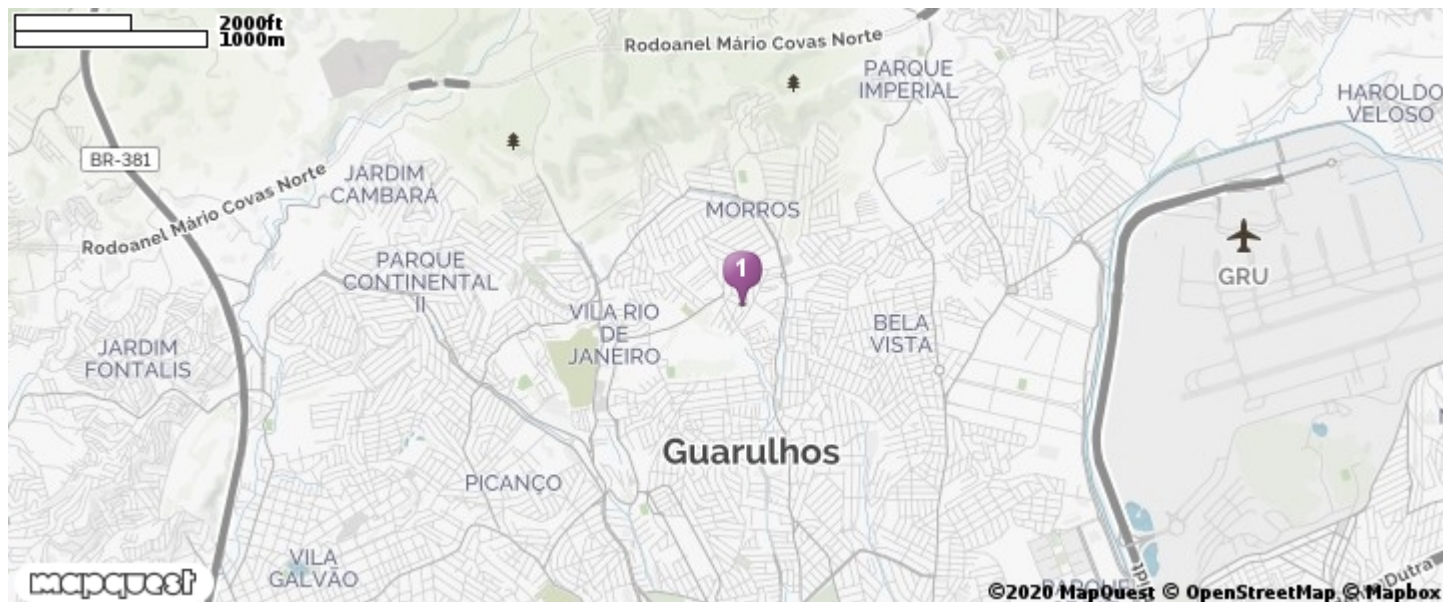 2000ft
1000m
Rodoanel Mário Covas Norte
PARQUE
IMPERIAL
HAROLDO
VELOSO
BR-381
JARDIM
CAMBARA
Rodoanel Mário Covas Norte
MORROS
PARQUE
CONTINENTAL
II
1
GRU
VILA RIO
DE
JANEIRO
BELA
VISTA
JARDIM
FONTALIS
Guarulhos
PICANÇO
VILA
GALVÃO
PARQUE
Dutra
mapquest
©2020 MapQuest © OpenStreetMap © Mapbox